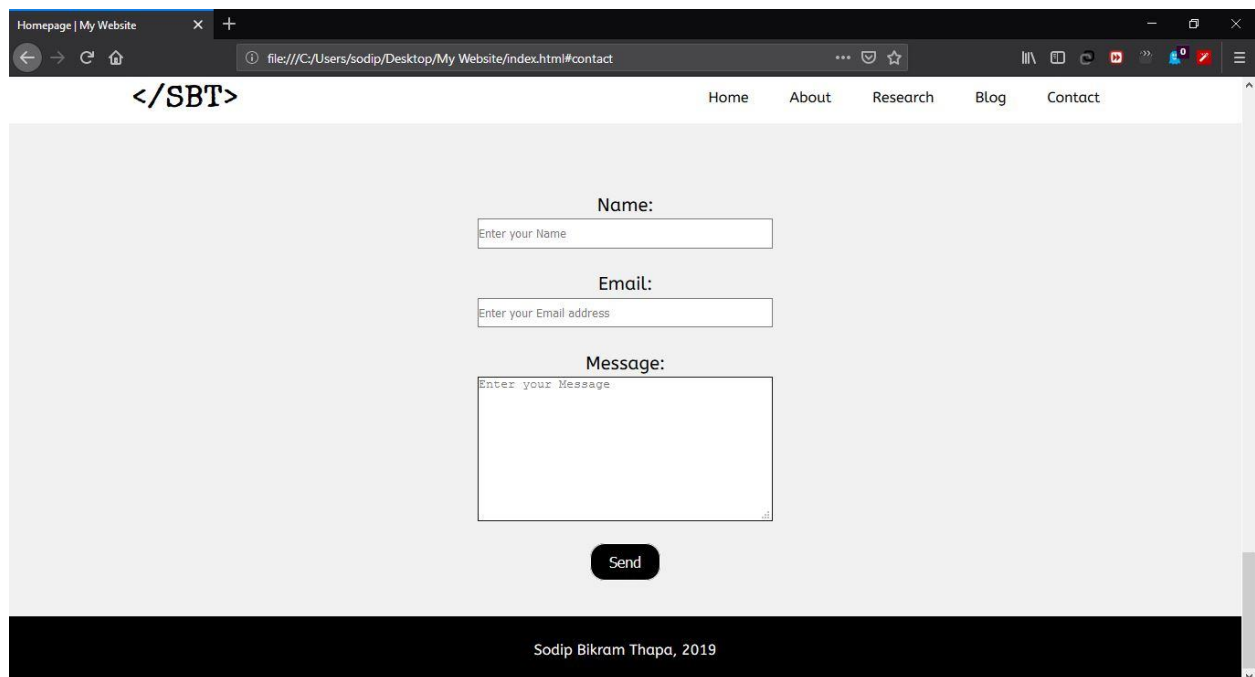 Homepage | My Website
file:///C:/Users/sodip/Desktop/My Website/index.html#contact
0
</SBT> Home About Research Blog Contact
Name:
Enter your Name
Email:
Enter your Email address
Message:
Enter your Message
Send
Sodip Bikram Thapa, 2019